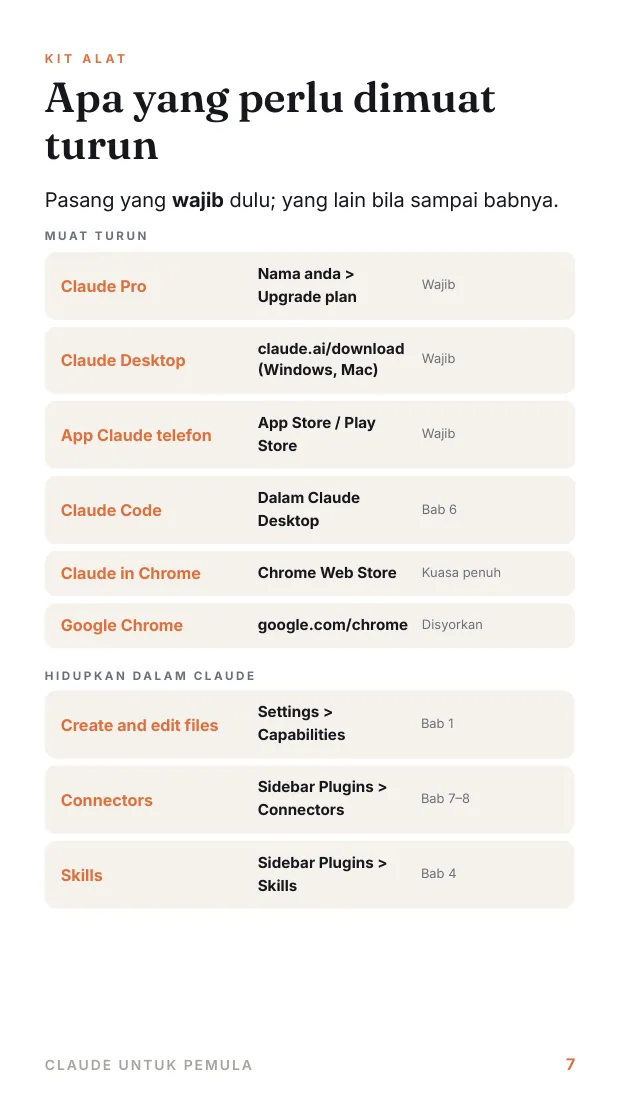 KIT ALAT
Apa yang perlu dimuat
turun
Pasang yang wajib dulu; yang lain bila sampai babnya.
MUAT TURUN
Claude Pro
Nama anda >
Upgrade plan
Wajib
Claude Desktop
claude.ai/download
(Windows, Mac)
Wajib
App Claude telefon
App Store / Play
Store
Wajib
Claude Code
Dalam Claude
Desktop
Bab 6
Claude in Chrome
Chrome Web Store
Kuasa penuh
Google Chrome
google.com/chrome
Disyorkan
HIDUPKAN DALAM CLAUDE
Create and edit files
Settings >
Capabilities
Bab 1
Connectors
Sidebar Plugins >
Connectors
Bab 7–8
Skills
Sidebar Plugins >
Skills
Bab 4
CLAUDE UNTUK PEMULA
7